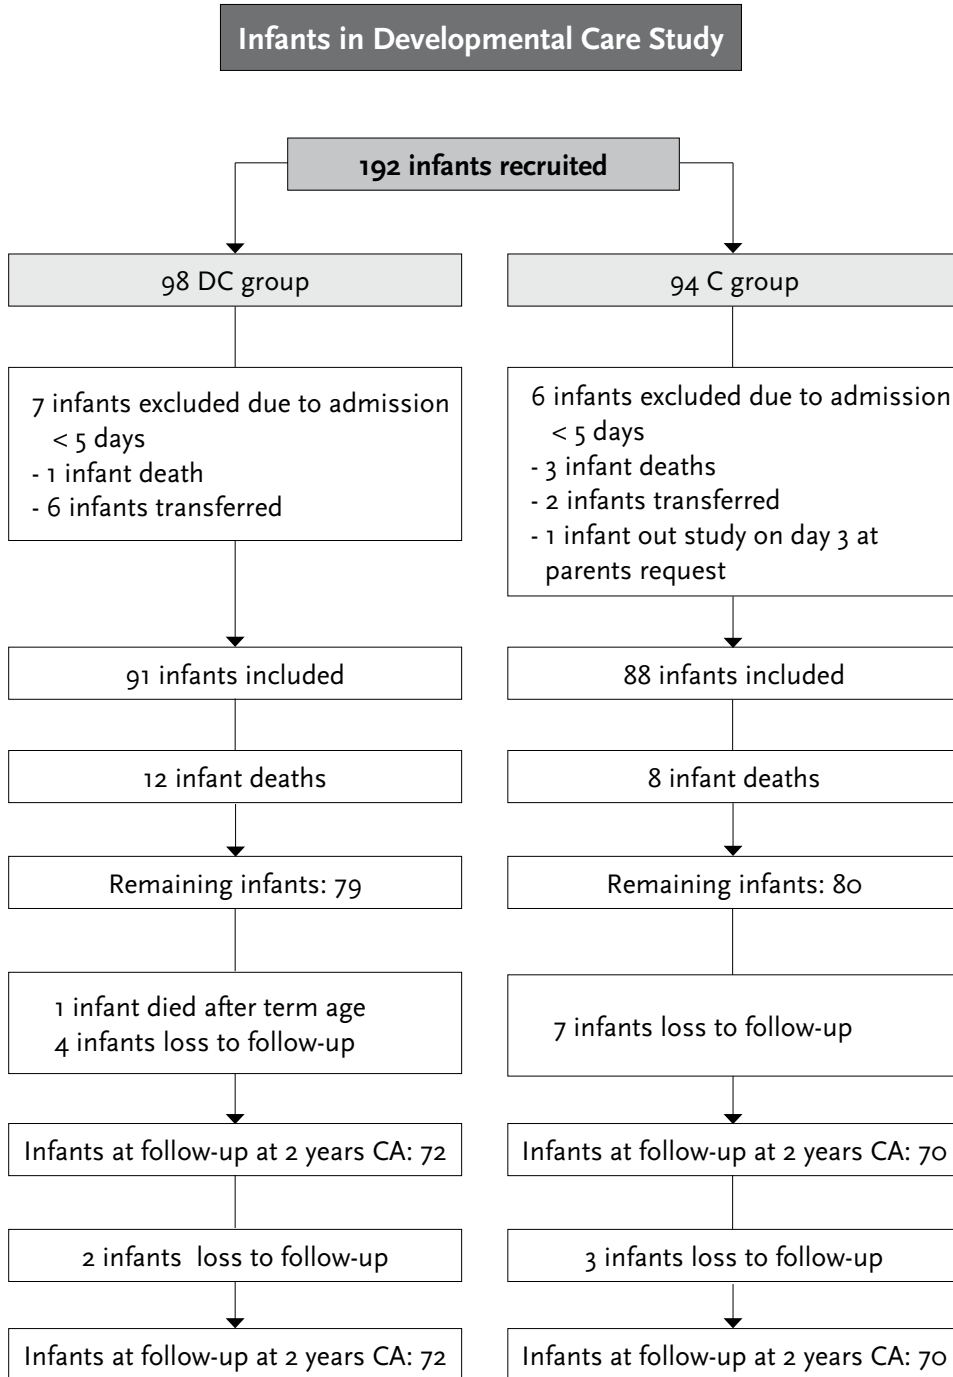 Infants in Developmental Care Study
192 infants recruited
98 DC group
94 C group
7 infants excluded due to admission
< 5 days
- 1 infant death
- 6 infants transferred
6 infants excluded due to admission
< 5 days
- 3 infant deaths
- 2 infants transferred
- 1 infant out study on day 3 at
parents request
91 infants included
88 infants included
12 infant deaths
8 infant deaths
Remaining infants: 79
Remaining infants: 80
1 infant died after term age
4 infants loss to follow-up
7 infants loss to follow-up
Infants at follow-up at 2 years CA: 72
Infants at follow-up at 2 years CA: 70
2 infants loss to follow-up
3 infants loss to follow-up
Infants at follow-up at 2 years CA: 72
Infants at follow-up at 2 years CA: 70